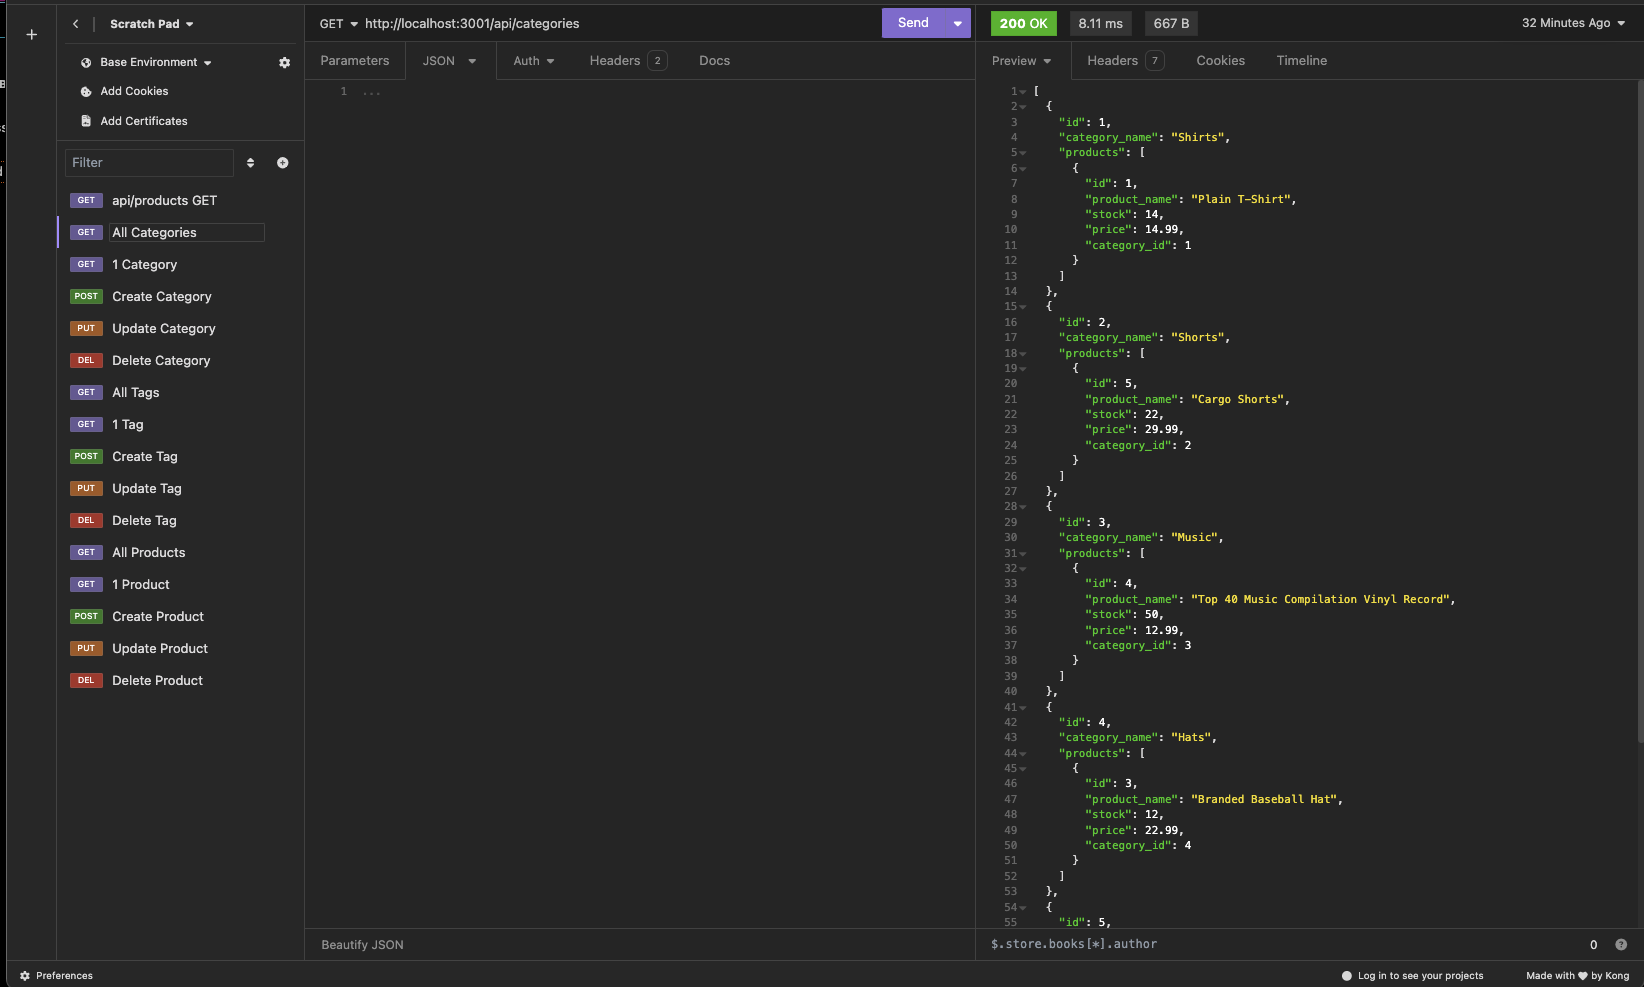 Scratch Pad
Base Environment
Add Cookies
Add Certificates
Filter
GET api/products GET
GET All Categories
GET 1 Category
POST Create Category
PUT Update Category
DEL Delete Category
GET All Tags
GET 1 Tag
POST Create Tag
PUT Update Tag
DEL Delete Tag
GET All Products
GET 1 Product
POST Create Product
PUT Update Product
DEL Delete Product
Preferences
GET http://localhost:3001/api/categories Send
Parameters JSON Auth Headers 2 Docs
1 ...
Beautify JSON
200 OK 8.11 ms 667 B 32 Minutes Ago
Preview Headers 7 Cookies Timeline
1 [
2 {
3 "id": 1,
4 "category_name": "Shirts",
5 "products": [
6 {
7 "id": 1,
8 "product_name": "Plain T-Shirt",
9 "stock": 14,
10 "price": 14.99,
11 "category_id": 1
12 }
13 ]
14 },
15 {
16 "id": 2,
17 "category_name": "Shorts",
18 "products": [
19 {
20 "id": 5,
21 "product_name": "Cargo Shorts",
22 "stock": 22,
23 "price": 29.99,
24 "category_id": 2
25 }
26 ]
27 },
28 {
29 "id": 3,
30 "category_name": "Music",
31 "products": [
32 {
33 "id": 4,
34 "product_name": "Top 40 Music Compilation Vinyl Record",
35 "stock": 50,
36 "price": 12.99,
37 "category_id": 3
38 }
39 ]
40 },
41 {
42 "id": 4,
43 "category_name": "Hats",
44 "products": [
45 {
46 "id": 3,
47 "product_name": "Branded Baseball Hat",
48 "stock": 12,
49 "price": 22.99,
50 "category_id": 4
51 }
52 ]
53 },
54 {
55 "id": 5,
$.store.books[*].author 0
Log in to see your projects Made with ♥ by Kong